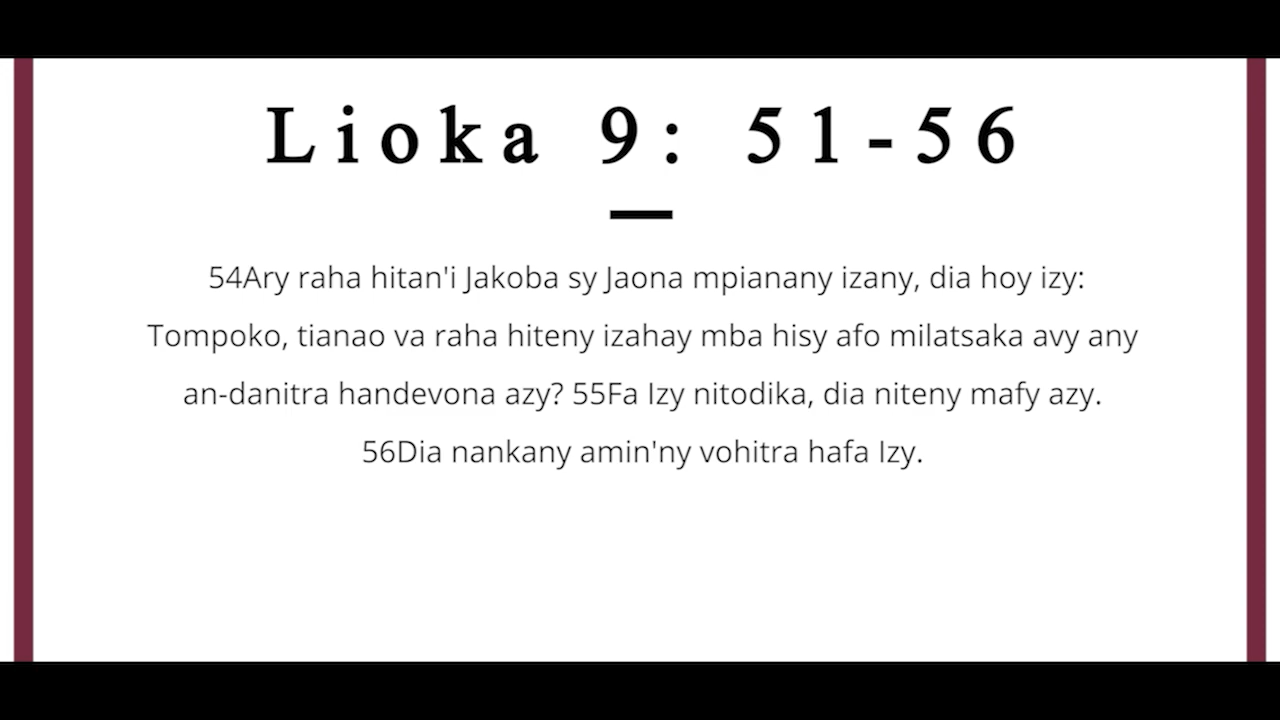 Lioka 9: 51-56
54Ary raha hitan'i Jakoba sy Jaona mpianany izany, dia hoy izy:
Tompoko, tianao va raha hiteny izahay mba hisy afo milatsaka avy any
an-danitra handevona azy? 55Fa Izy nitodika, dia niteny mafy azy.
56Dia nankany amin'ny vohitra hafa Izy.